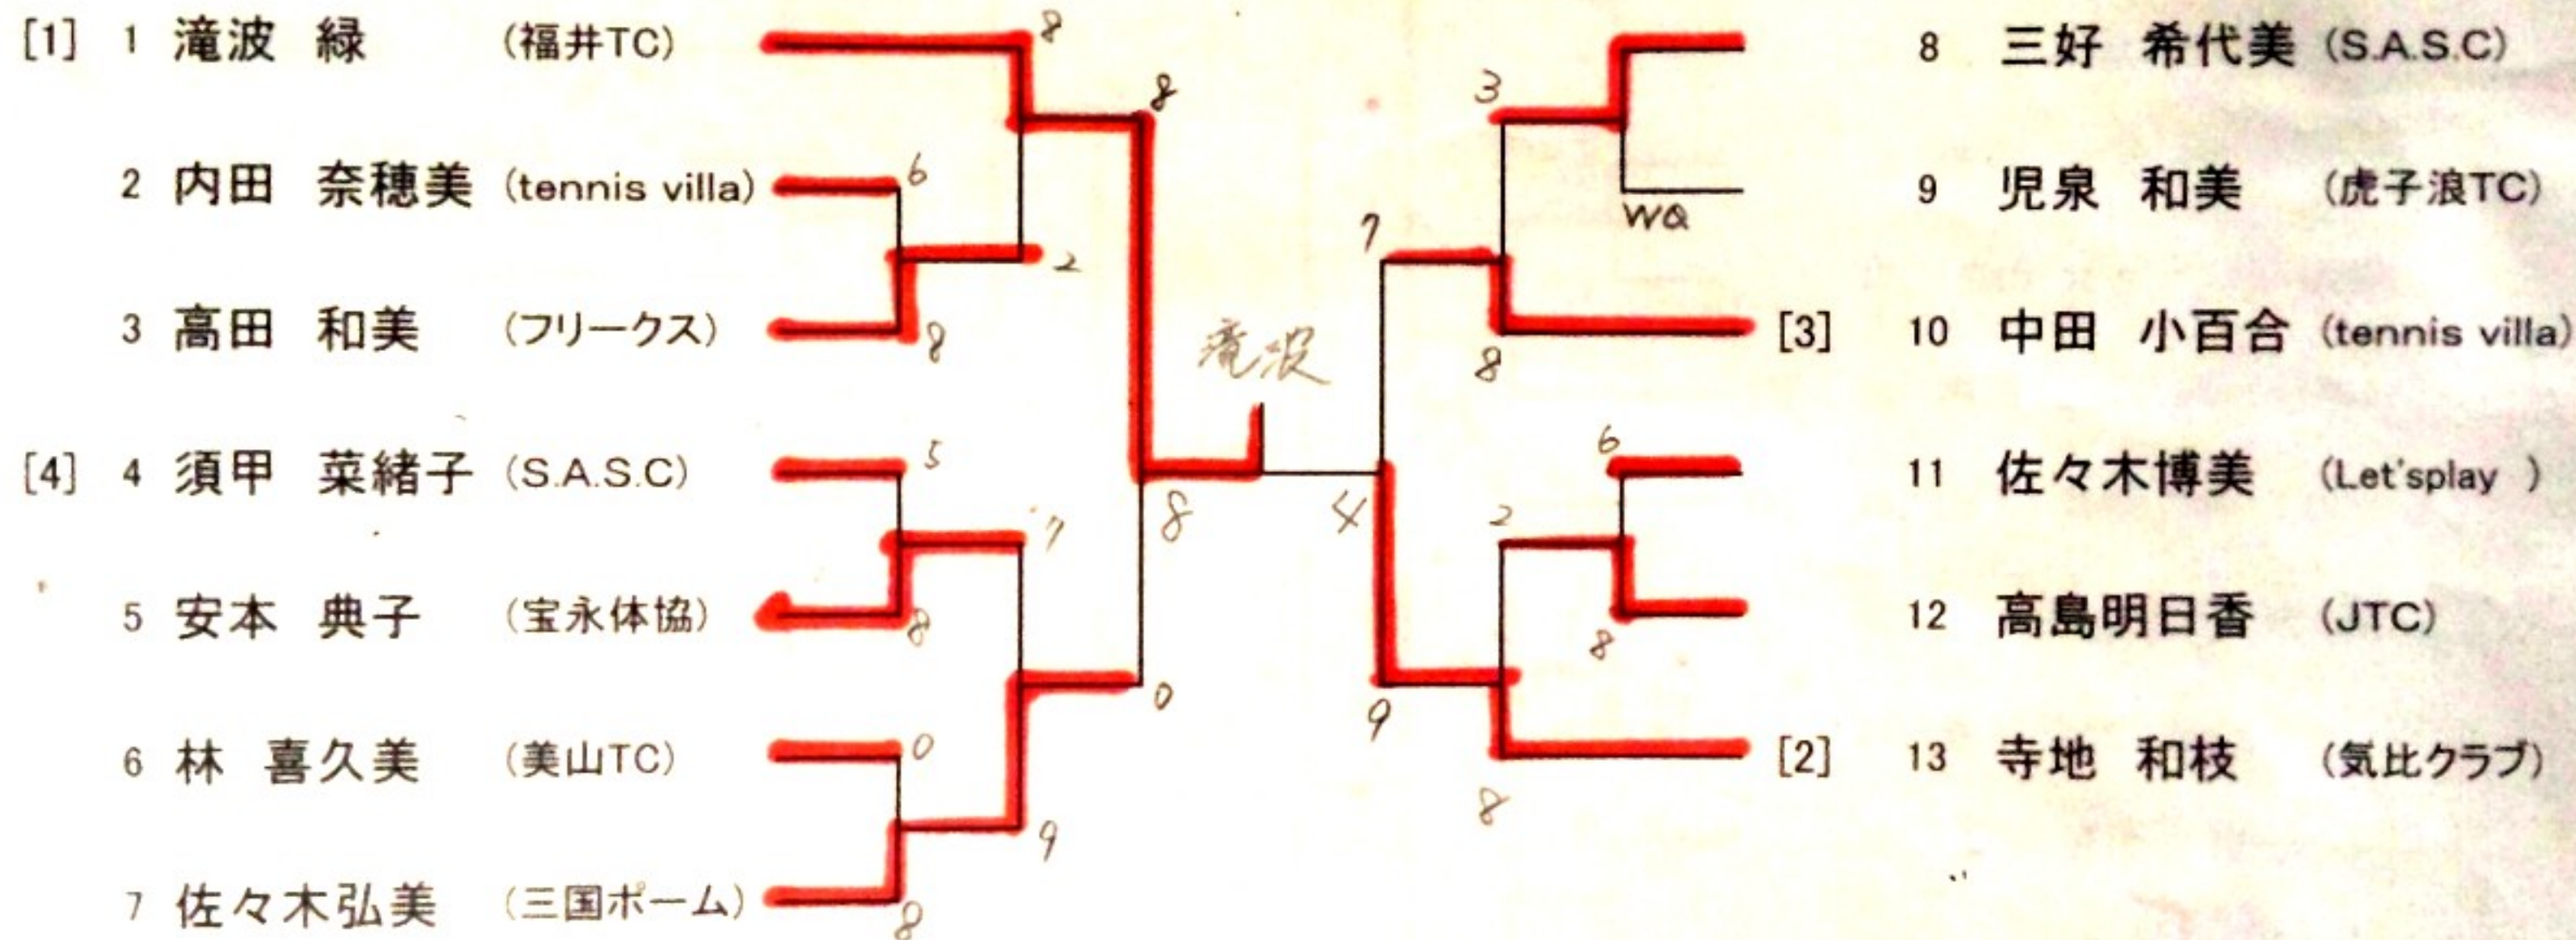 [1] 1 滝波 緑 (福井TC)
2 内田 奈穂美 (tennis villa)
3 高田 和美 (フリークス)
[4] 4 須甲 菜緒子 (S.A.S.C)
5 安本 典子 (宝永体協)
6 林 喜久美 (美山TC)
7 佐々木弘美 (三国ポーム)
8
6
2
8
8
5
7
8
0
0
9
8
滝波
8
4
3
WQ
7
8
6
2
8
9
8
8 三好 希代美 (S.A.S.C)
9 児泉 和美 (虎子浪TC)
[3] 10 中田 小百合 (tennis villa)
11 佐々木博美 (Let'splay )
12 高島明日香 (JTC)
[2] 13 寺地 和枝 (気比クラブ)